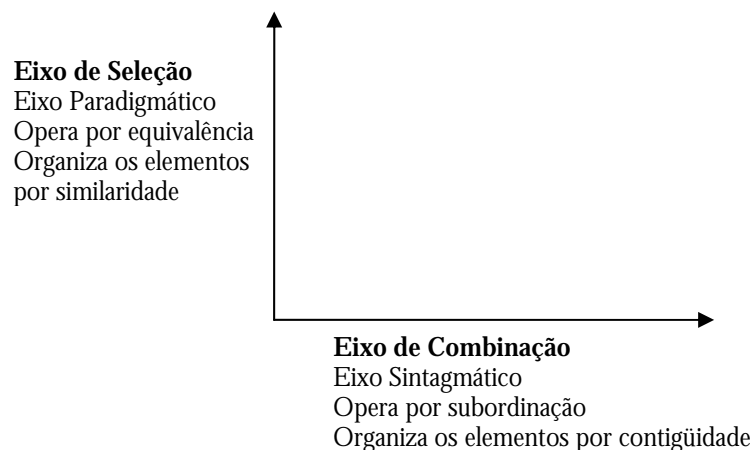 Eixo de Seleção
Eixo Paradigmático
Opera por equivalência
Organiza os elementos
por similaridade
Eixo de Combinação
Eixo Sintagmático
Opera por subordinação
Organiza os elementos por contigüidade